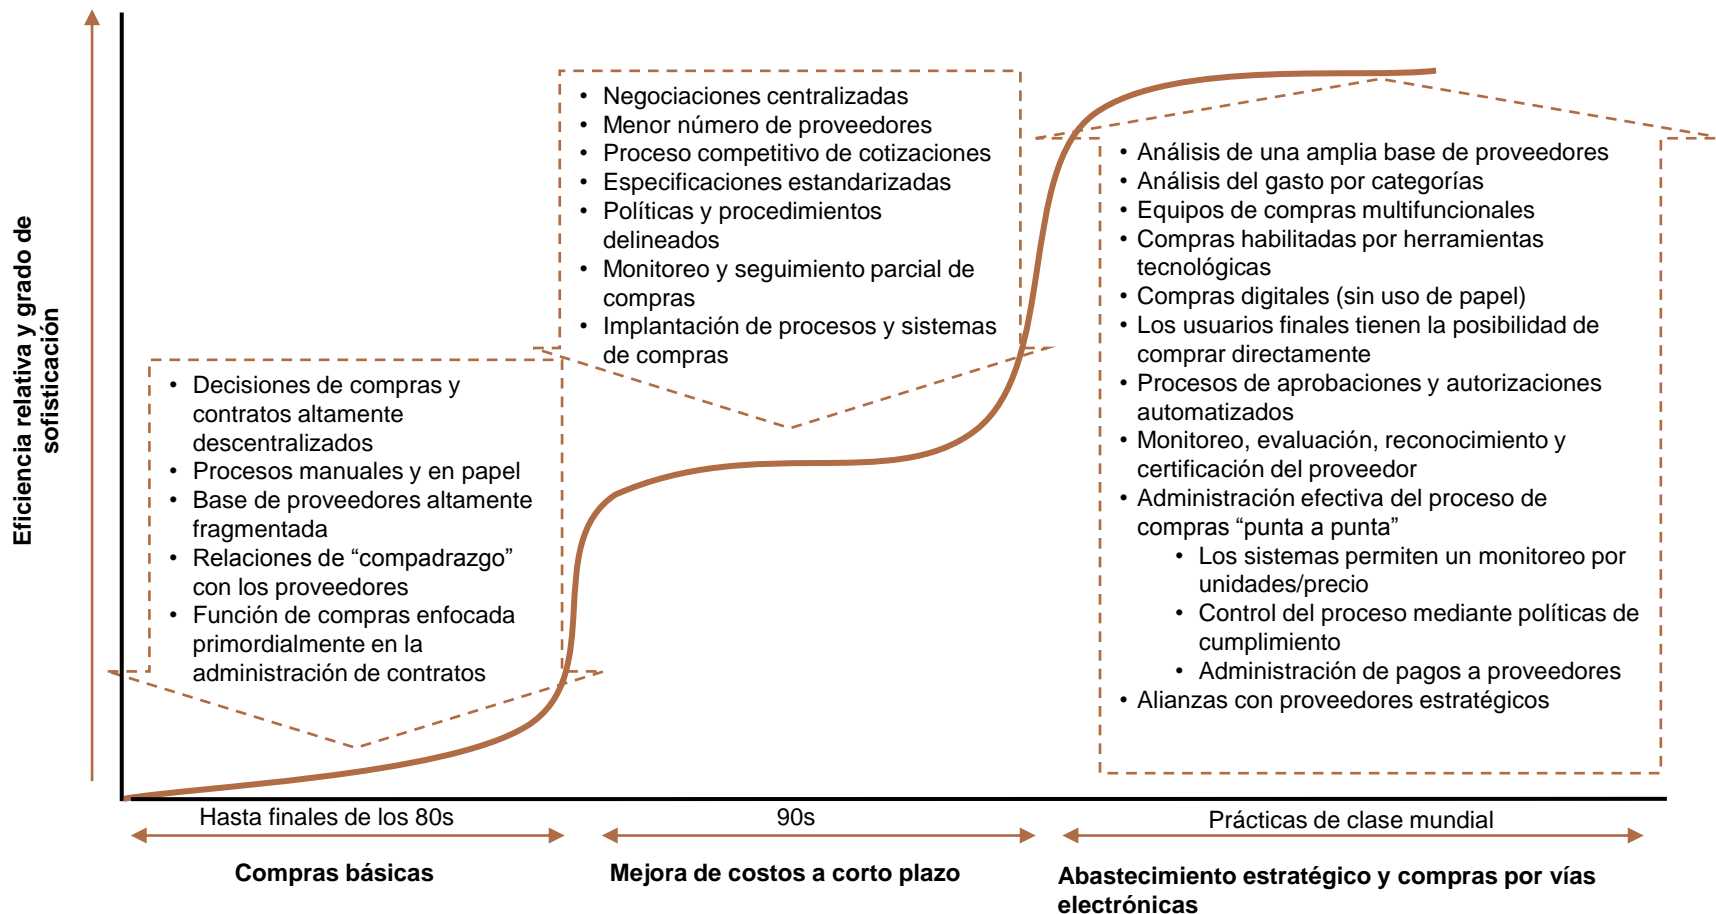 Eficiencia relativa y grado de
sofisticación
• Decisiones de compras y
contratos altamente
descentralizados
• Procesos manuales y en papel
• Base de proveedores altamente
fragmentada
• Relaciones de “compadrazgo”
con los proveedores
• Función de compras enfocada
primordialmente en la
administración de contratos
• Negociaciones centralizadas
• Menor número de proveedores
• Proceso competitivo de cotizaciones
• Especificaciones estandarizadas
• Políticas y procedimientos
delineados
• Monitoreo y seguimiento parcial de
compras
• Implantación de procesos y sistemas
de compras
• Análisis de una amplia base de proveedores
• Análisis del gasto por categorías
• Equipos de compras multifuncionales
• Compras habilitadas por herramientas
tecnológicas
• Compras digitales (sin uso de papel)
• Los usuarios finales tienen la posibilidad de
comprar directamente
• Procesos de aprobaciones y autorizaciones
automatizados
• Monitoreo, evaluación, reconocimiento y
certificación del proveedor
• Administración efectiva del proceso de
compras “punta a punta”
• Los sistemas permiten un monitoreo por
unidades/precio
• Control del proceso mediante políticas de
cumplimiento
• Administración de pagos a proveedores
• Alianzas con proveedores estratégicos
Hasta finales de los 80s
90s
Prácticas de clase mundial
Compras básicas
Mejora de costos a corto plazo
Abastecimiento estratégico y compras por vías
electrónicas